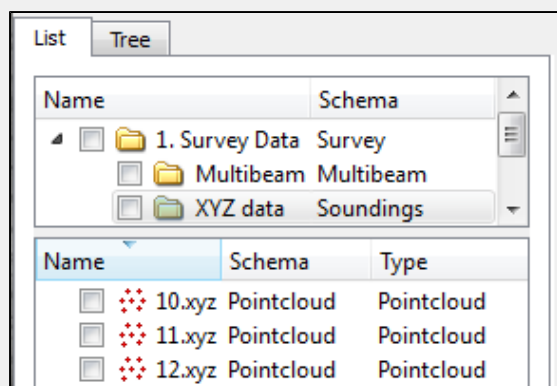 List Tree
Name Schema
1. Survey Data Survey
Multibeam Multibeam
XYZ data Soundings
Name Schema Type
10.xyz Pointcloud Pointcloud
11.xyz Pointcloud Pointcloud
12.xyz Pointcloud Pointcloud